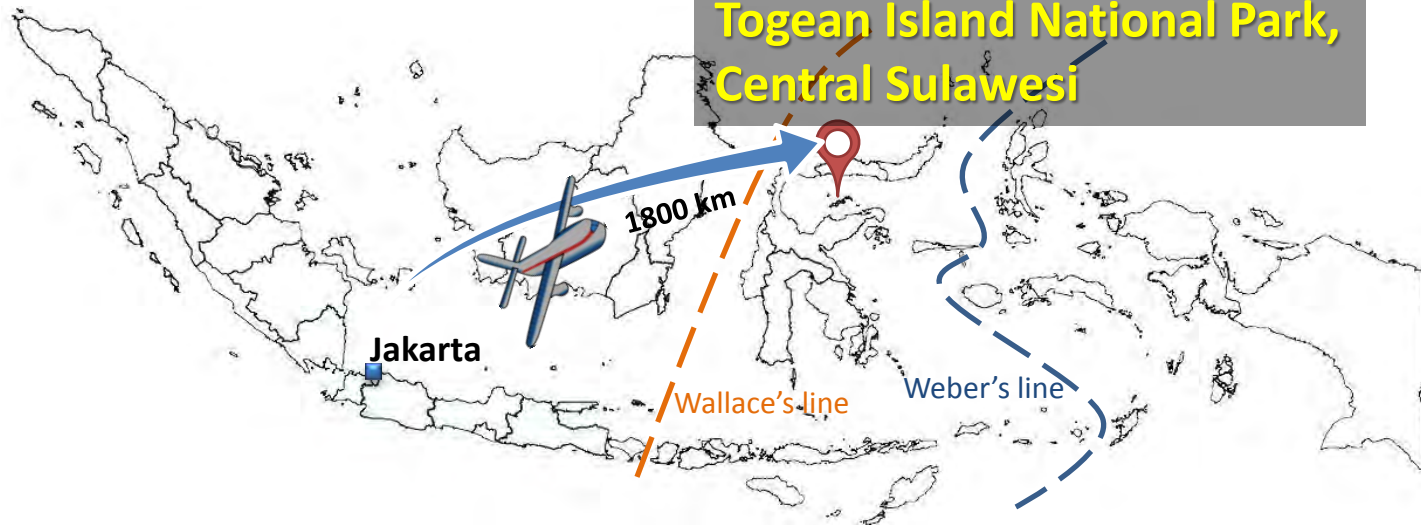 Togean Island National Park,
Central Sulawesi
1800 km
Jakarta
Wallace's line
Weber's line